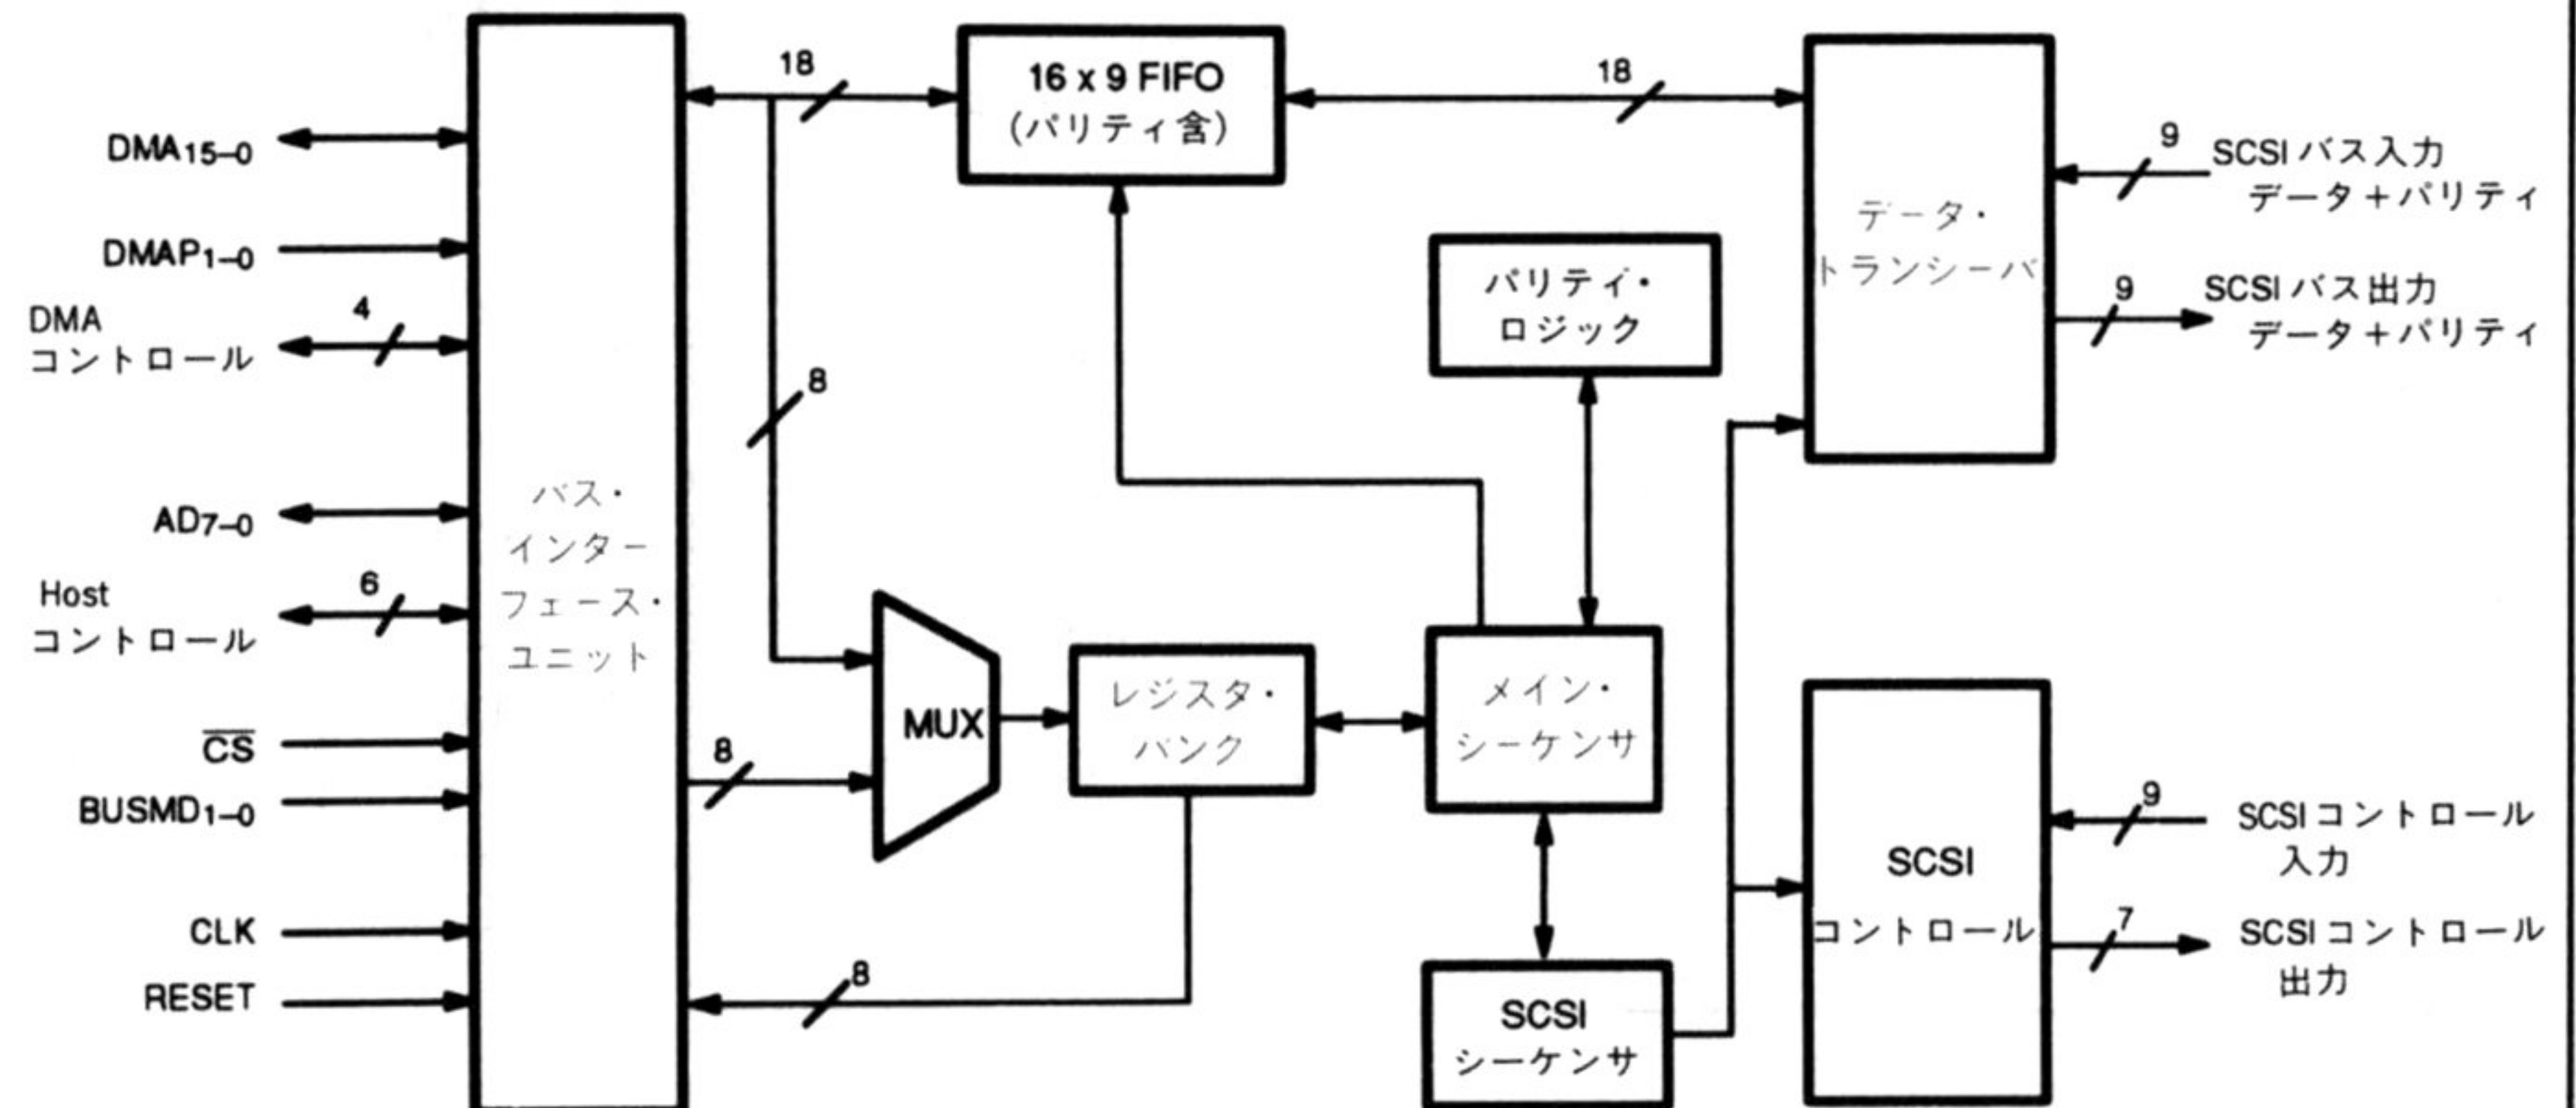 DMA15–0
DMAP1–0
DMA
コントロール
4
AD7–0
Host
コントロール
6
CS
BUSMD1–0
CLK
RESET
バス・
インター
フェース・
ユニット
18
8
8
8
16 x 9 FIFO
(パリティ含)
18
パリティ・
ロジック
MUX
レジスタ・
バンク
メイン・
シーケンサ
SCSI
シーケンサ
データ・
トランシーバ
9
SCSI バス入力
データ+パリティ
9
SCSI バス出力
データ+パリティ
SCSI
コントロール
9
SCSI コントロール
入力
7
SCSI コントロール
出力